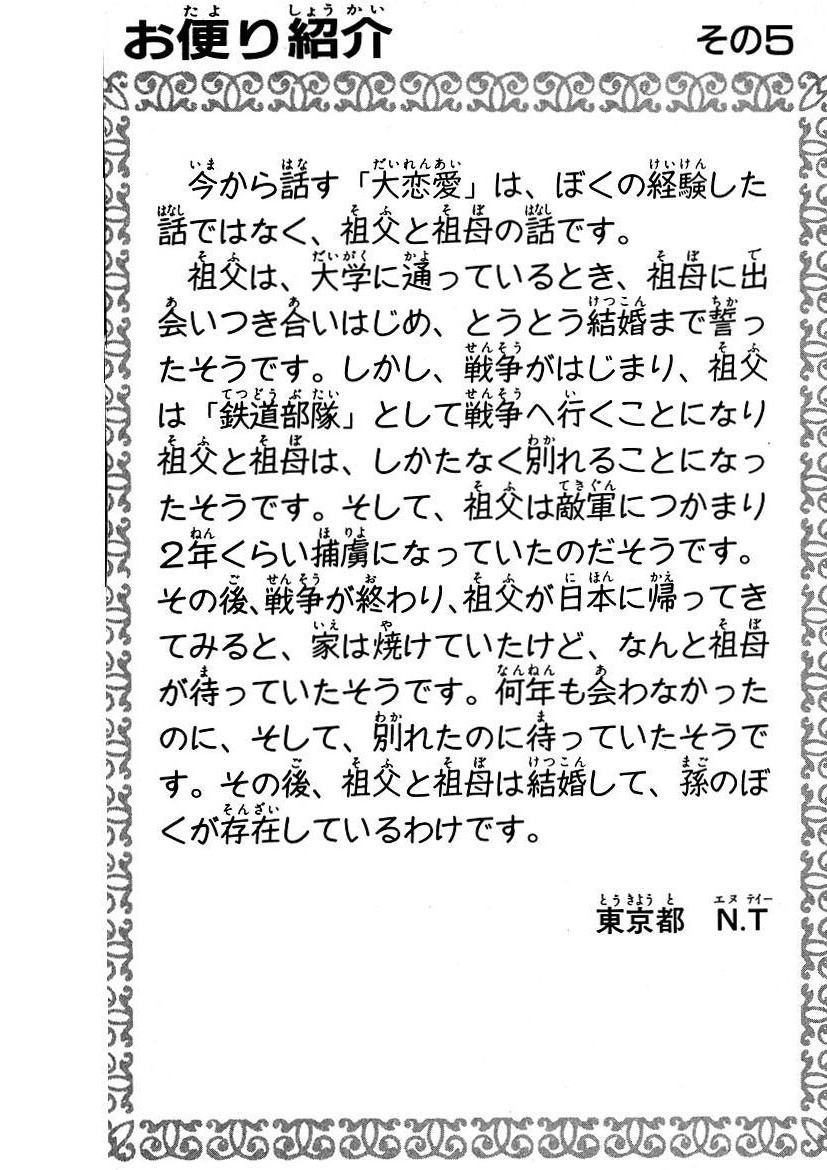 お便り紹介 その5
今から話す「大恋愛」は、ぼくの経験した
話ではなく、祖父と祖母の話です。
祖父は、大学に通っているとき、祖母に出
会いつき合いはじめ、とうとう結婚まで誓っ
たそうです。しかし、戦争がはじまり、祖父
は「鉄道部隊」として戦争へ行くことになり
祖父と祖母は、しかたなく別れることになっ
たそうです。そして、祖父は敵軍につかまり
2年くらい捕虜になっていたのだそうです。
その後、戦争が終わり、祖父が日本に帰ってき
てみると、家は焼けていたけど、なんと祖母
が待っていたそうです。何年も会わなかった
のに、そして、別れたのに待っていたそうで
す。その後、祖父と祖母は結婚して、孫のぼ
くが存在しているわけです。
東京都 N.T